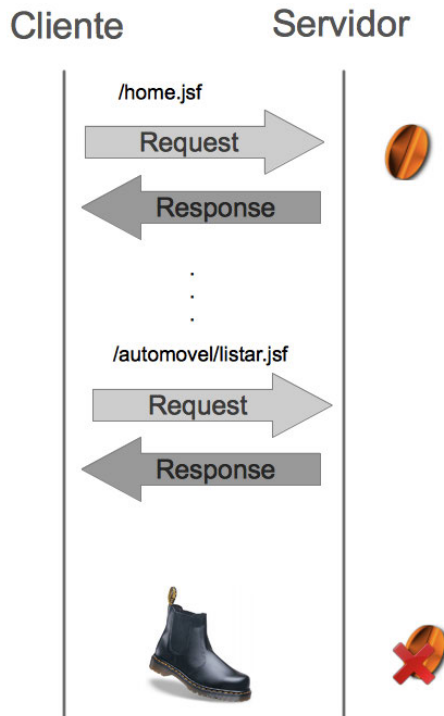 Cliente Servidor
/home.jsf
Request
Response
.
.
.
/automovel/listar.jsf
Request
Response